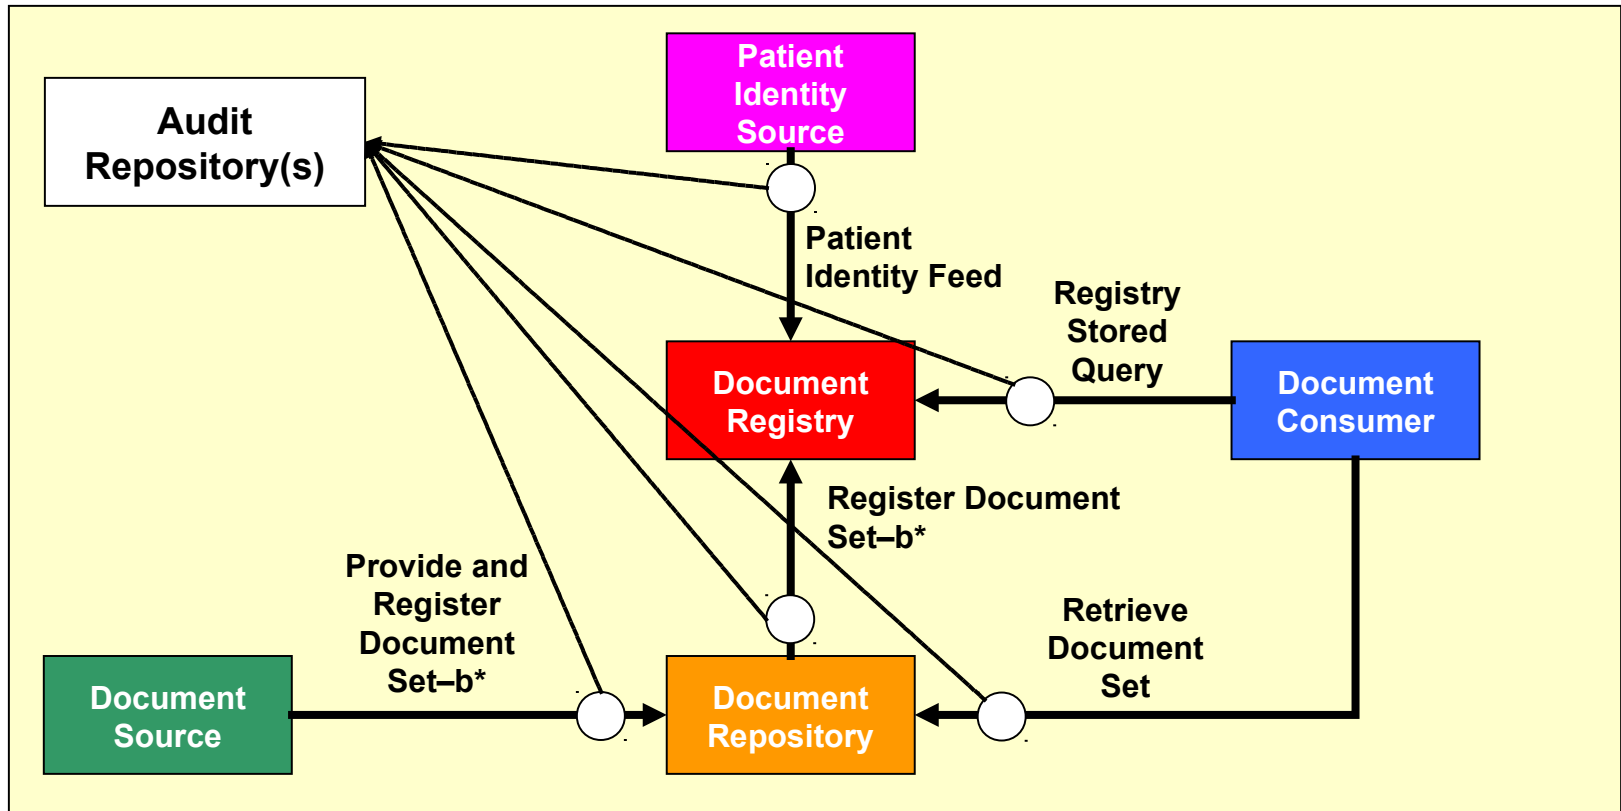 Patient
Identity
Source
Audit
Repository(s)
Patient
Identity Feed
Registry
Stored
Query
Document
Registry
Document
Consumer
Register Document
Set–b*
Provide and
Register
Document
Set–b*
Retrieve
Document
Set
Document
Source
Document
Repository